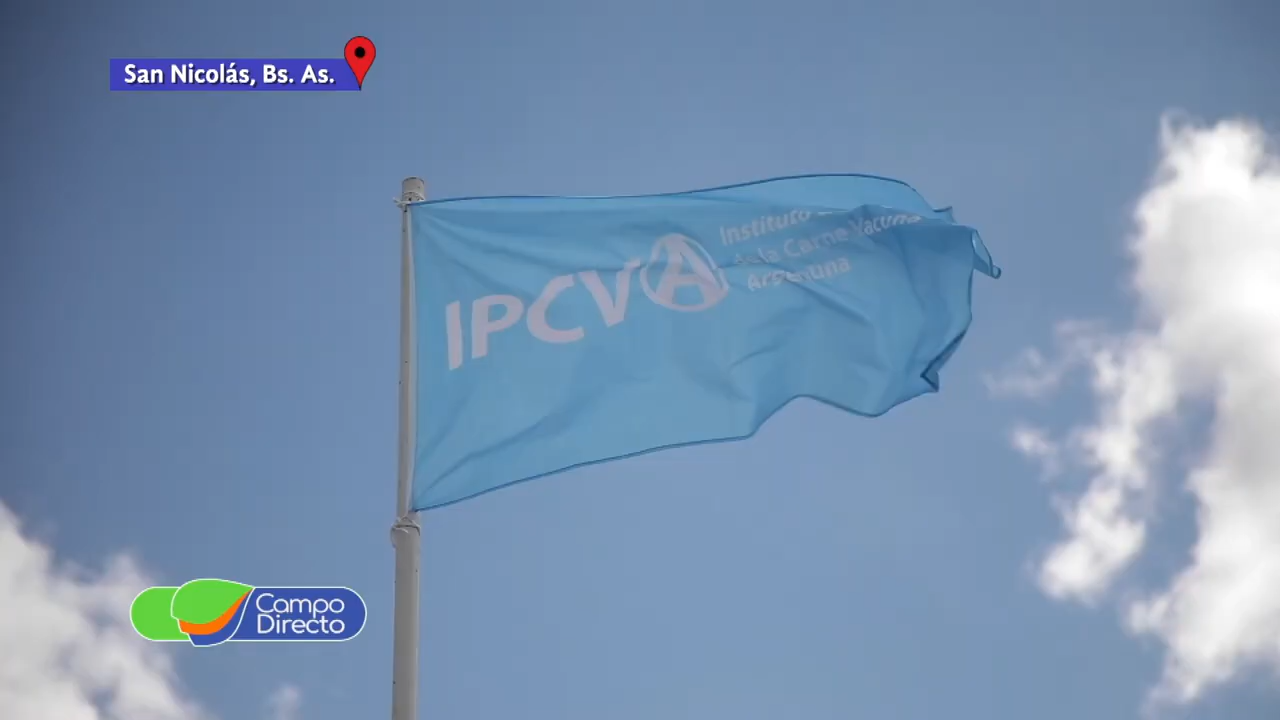 San Nicolás, Bs. As.
IPCVA
Instituto
de la Carne Vacuna
Argentina
Campo
Directo